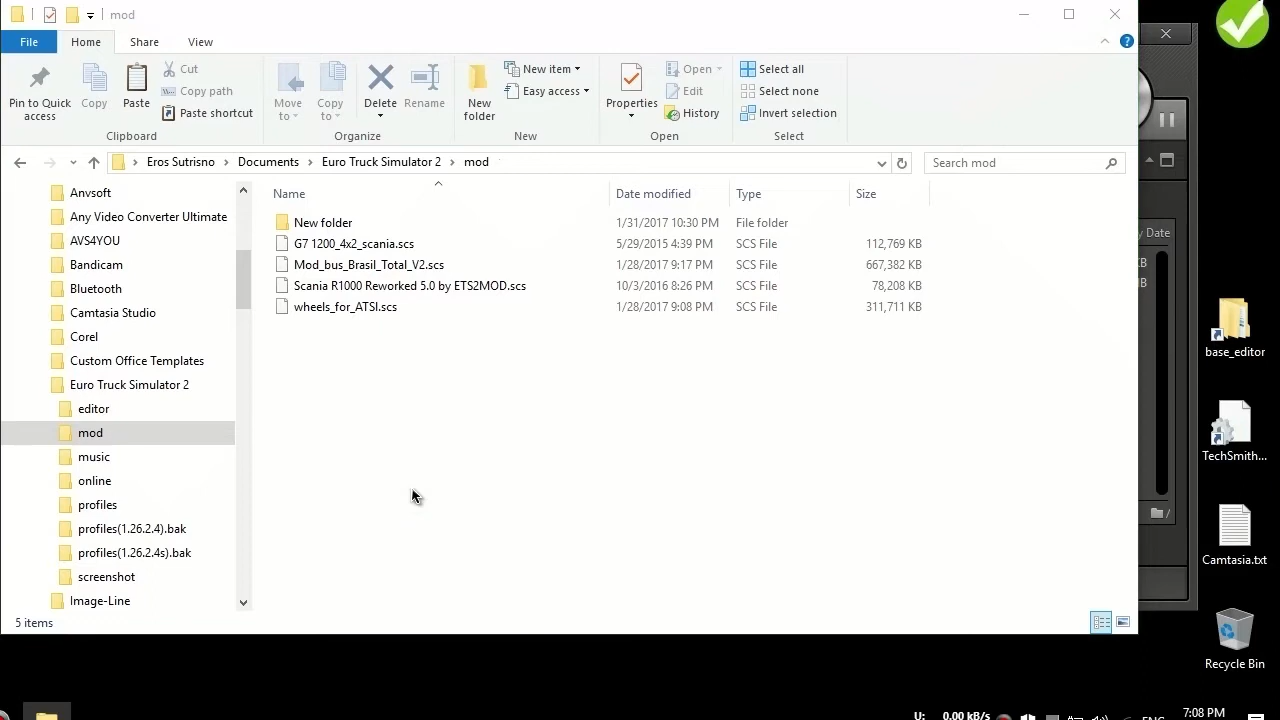 mod
File Home Share View
Pin to Quick access
Copy
Paste
Cut
Copy path
Paste shortcut
Clipboard
Move to
Copy to
Delete
Rename
Organize
New folder
New item
Easy access
New
Properties
Open
Edit
History
Open
Select all
Select none
Invert selection
Select
Eros Sutrisno Documents Euro Truck Simulator 2 mod
Search mod
Anvsoft
Any Video Converter Ultimate
AVS4YOU
Bandicam
Bluetooth
Camtasia Studio
Corel
Custom Office Templates
Euro Truck Simulator 2
editor
mod
music
online
profiles
profiles(1.26.2.4).bak
profiles(1.26.2.4s).bak
screenshot
Image-Line
Name Date modified Type Size
New folder 1/31/2017 10:30 PM File folder
G7 1200_4x2_scania.scs 5/29/2015 4:39 PM SCS File 112,769 KB
Mod_bus_Brasil_Total_V2.scs 1/28/2017 9:17 PM SCS File 667,382 KB
Scania R1000 Reworked 5.0 by ETS2MOD.scs 10/3/2016 8:26 PM SCS File 78,208 KB
wheels_for_ATSI.scs 1/28/2017 9:08 PM SCS File 311,711 KB
5 items
y Date
B
B
/
base_editor
TechSmith...
Camtasia.txt
Recycle Bin
U: 0.00 kB/s
ENG
7:08 PM